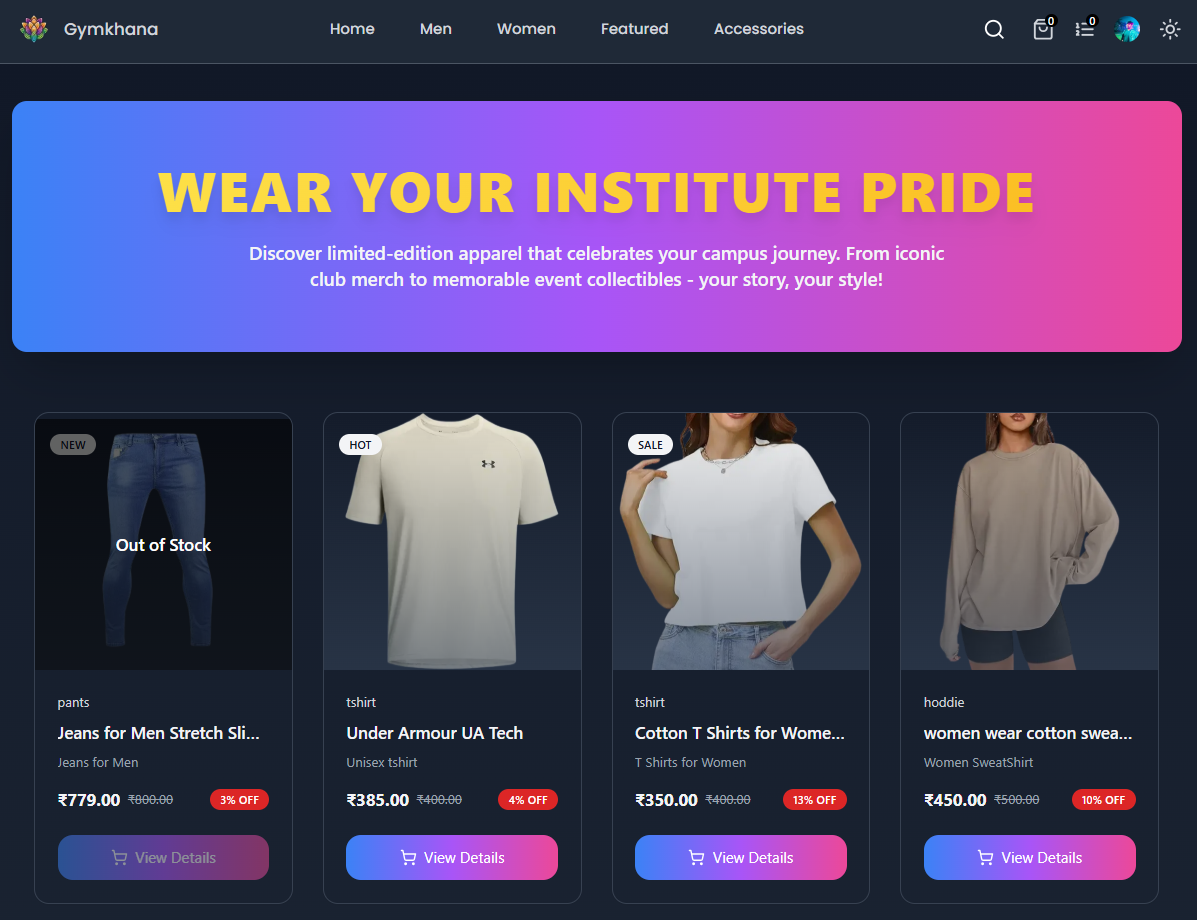 Gymkhana
Home Men Women Featured Accessories
0 0
WEAR YOUR INSTITUTE PRIDE
Discover limited-edition apparel that celebrates your campus journey. From iconic
club merch to memorable event collectibles - your story, your style!
NEW
Out of Stock
pants
Jeans for Men Stretch Sli...
Jeans for Men
₹779.00 ₹800.00 3% OFF
View Details
HOT
tshirt
Under Armour UA Tech
Unisex tshirt
₹385.00 ₹400.00 4% OFF
View Details
SALE
tshirt
Cotton T Shirts for Wome...
T Shirts for Women
₹350.00 ₹400.00 13% OFF
View Details
hoddie
women wear cotton swea...
Women SweatShirt
₹450.00 ₹500.00 10% OFF
View Details